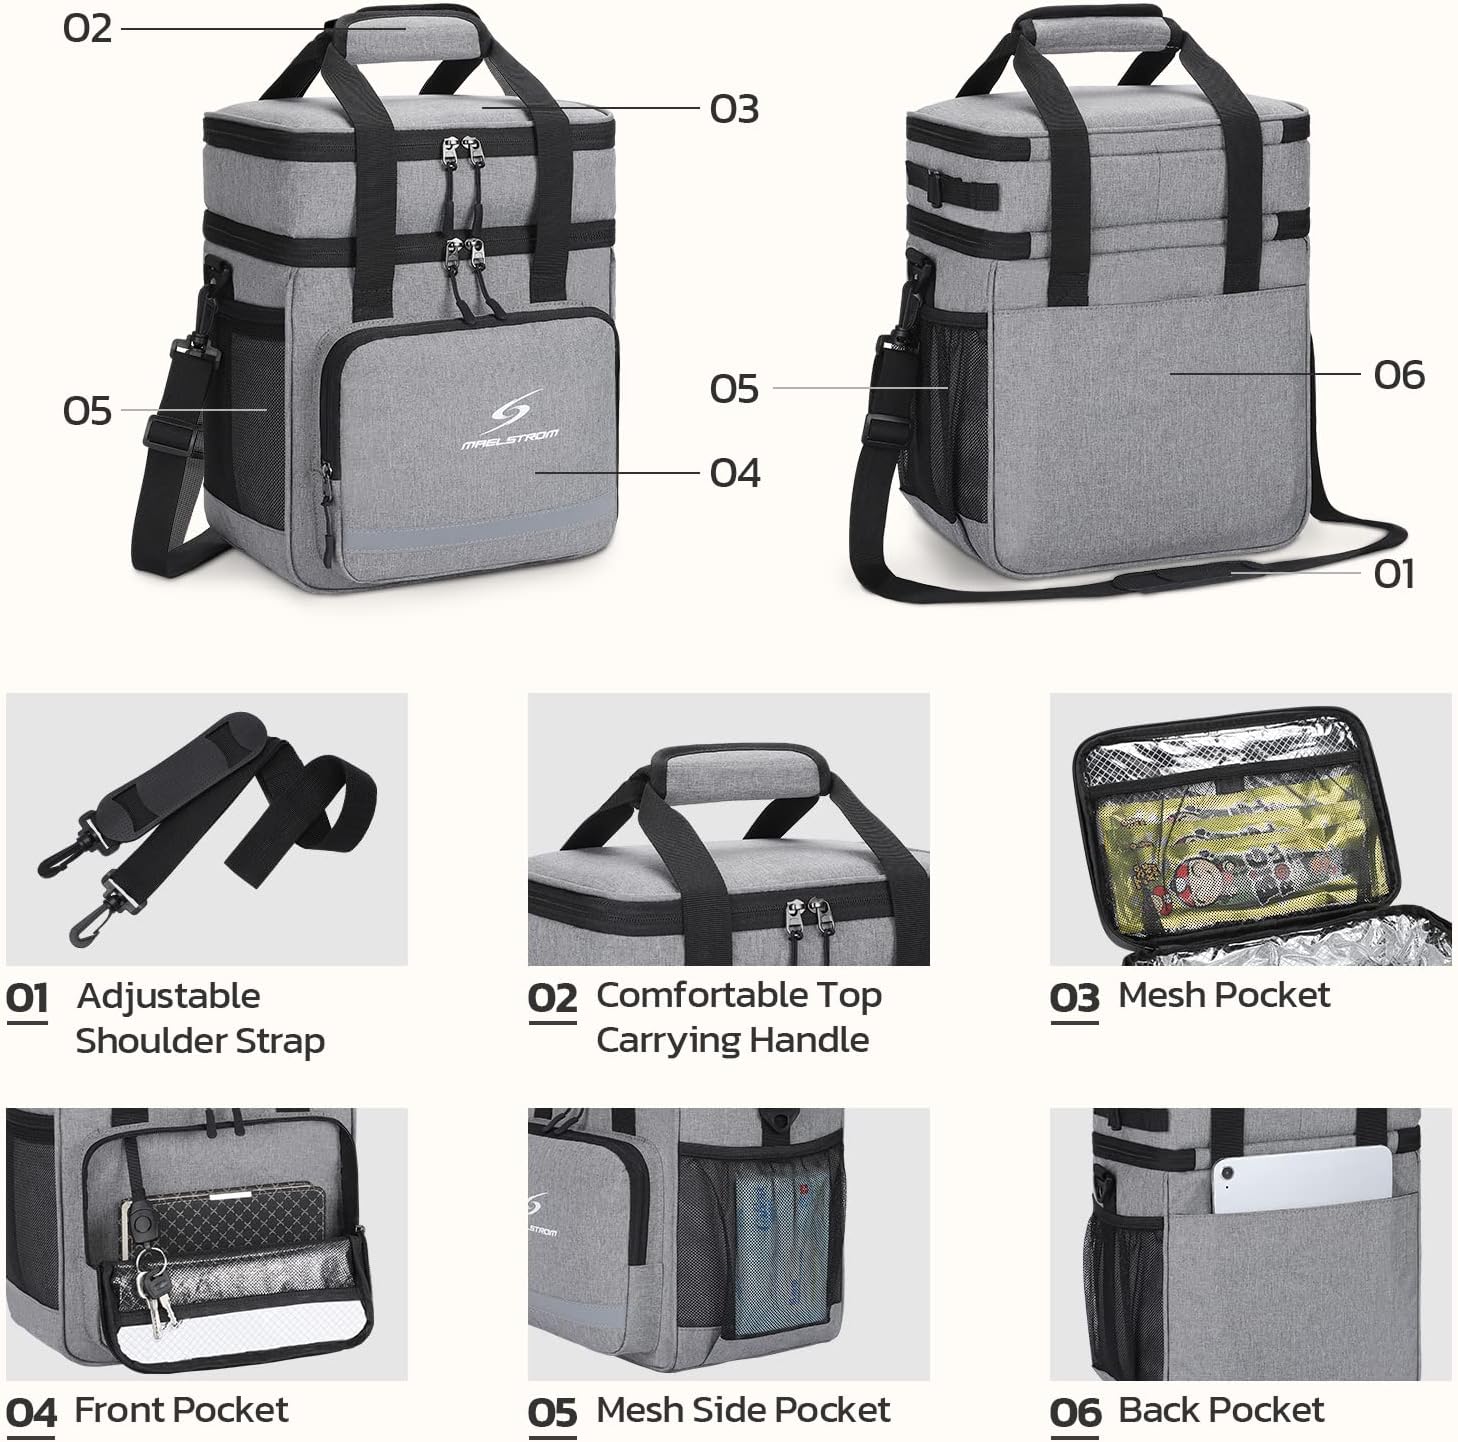 02
03
05
MAELSTROM
04
05
06
01
01 Adjustable
Shoulder Strap
02 Comfortable Top
Carrying Handle
03 Mesh Pocket
04 Front Pocket
05 Mesh Side Pocket
06 Back Pocket